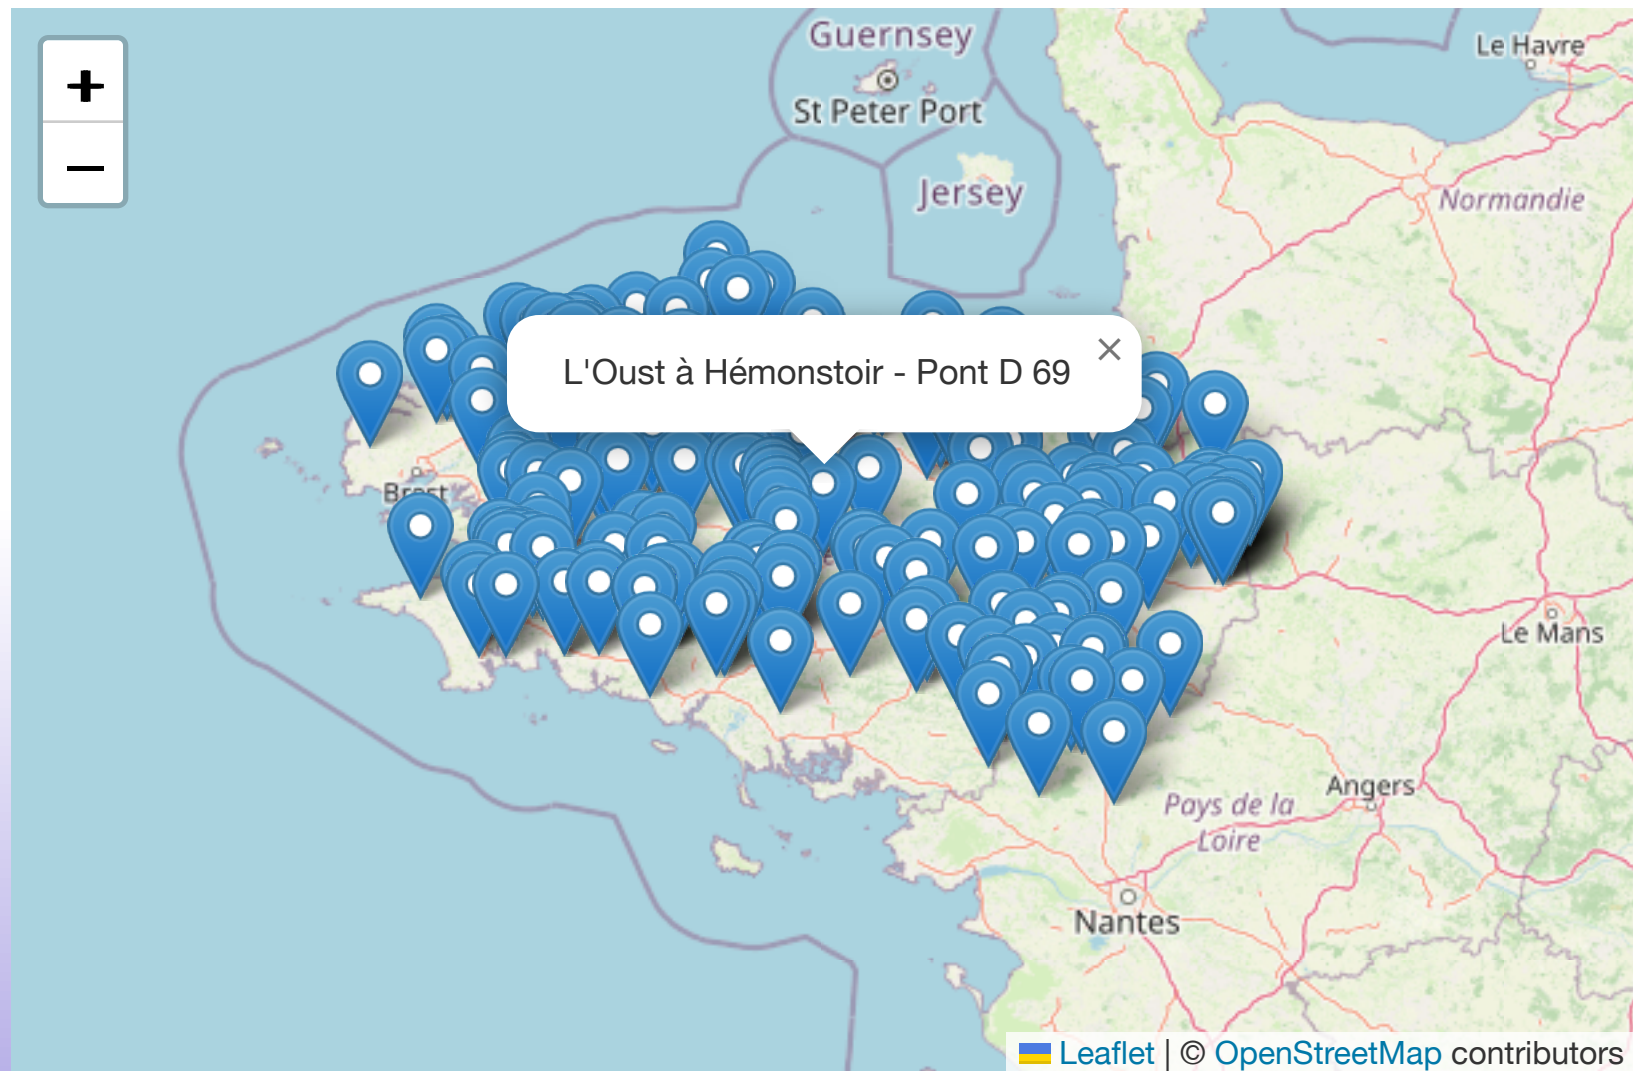 +
−
Guernsey
St Peter Port
Jersey
Le Havre
Normandie
L'Oust à Hémonstoir - Pont D 69
×
Brest
Le Mans
Angers
Pays de la
Loire
Nantes
Leaflet | © OpenStreetMap contributors